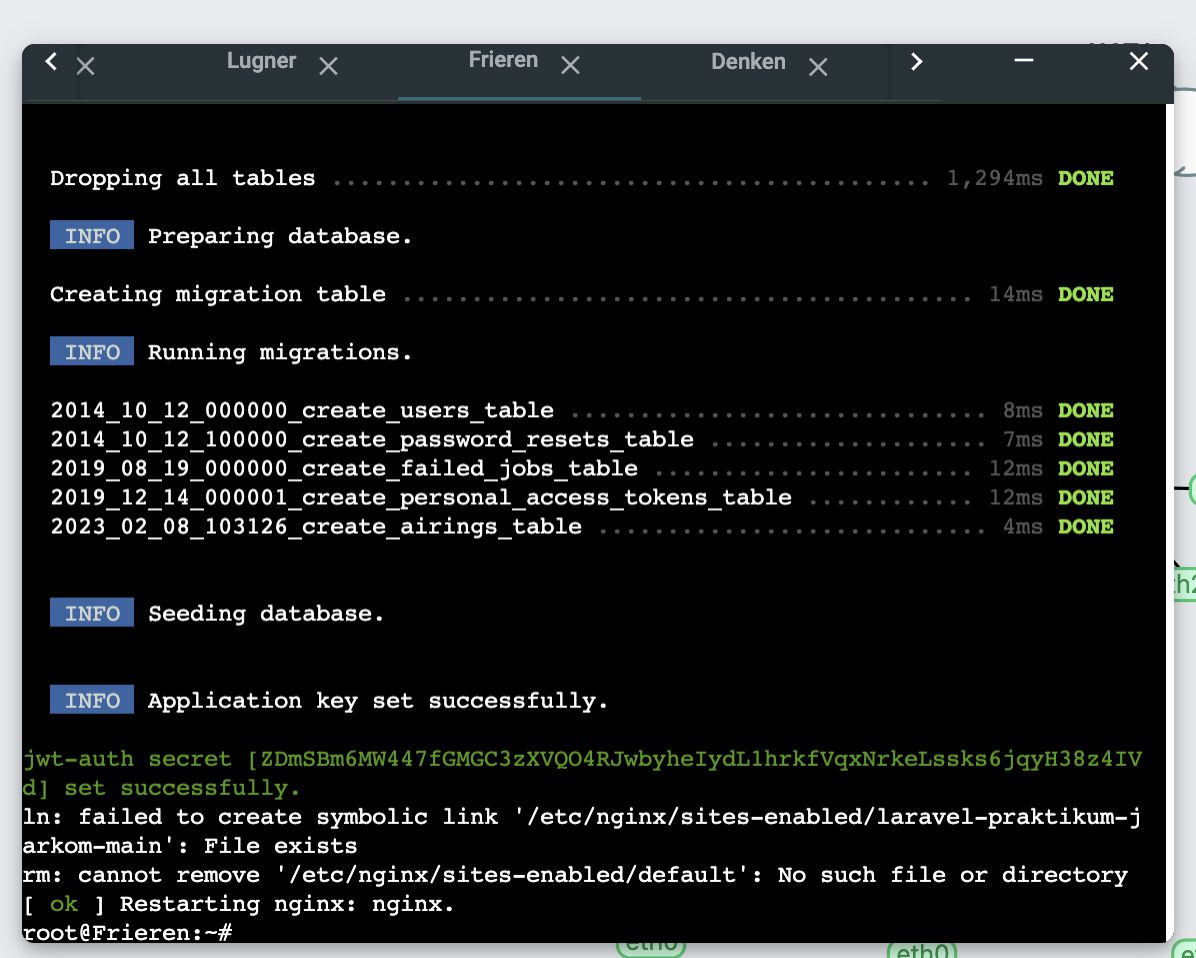 Lugner
Frieren
Denken
Dropping all tables ........................................... 1,294ms DONE
INFO Preparing database.
Creating migration table ......................................... 14ms DONE
INFO Running migrations.
2014_10_12_000000_create_users_table .............................. 8ms DONE
2014_10_12_100000_create_password_resets_table .................... 7ms DONE
2019_08_19_000000_create_failed_jobs_table ....................... 12ms DONE
2019_12_14_000001_create_personal_access_tokens_table ............ 12ms DONE
2023_02_08_103126_create_airings_table ............................ 4ms DONE
INFO Seeding database.
INFO Application key set successfully.
jwt-auth secret [ZDmSBm6MW447fGMGC3zXVQO4RJwbyheIydLlhrkfVqxNrkeLssks6jqyH38z4IV
d] set successfully.
ln: failed to create symbolic link '/etc/nginx/sites-enabled/laravel-praktikum-j
arkom-main': File exists
rm: cannot remove '/etc/nginx/sites-enabled/default': No such file or directory
[ ok ] Restarting nginx: nginx.
root@Frieren:~#
eth0
eth0